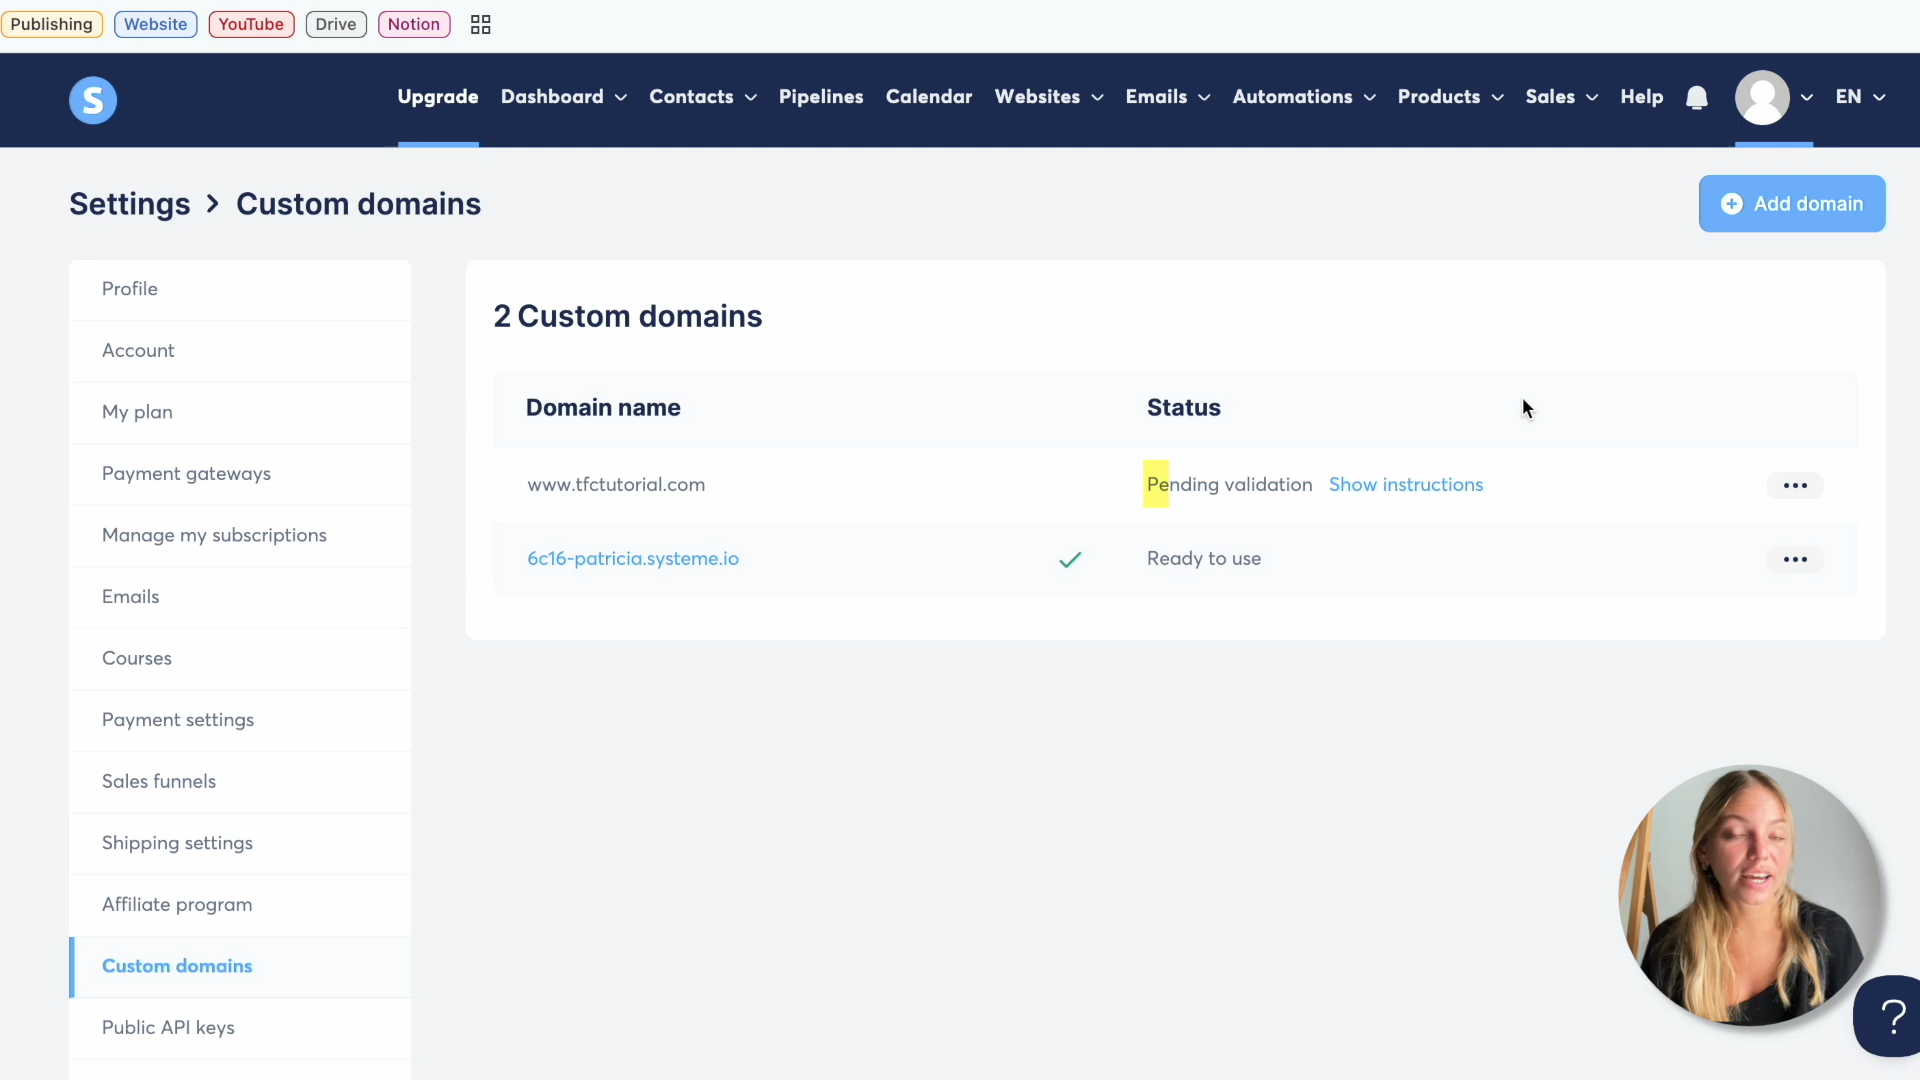 Publishing Website YouTube Drive Notion
S Upgrade Dashboard Contacts Pipelines Calendar Websites Emails Automations Products Sales Help EN
Settings > Custom domains
Add domain
Profile
Account
My plan
Payment gateways
Manage my subscriptions
Emails
Courses
Payment settings
Sales funnels
Shipping settings
Affiliate program
Custom domains
Public API keys
2 Custom domains
Domain name Status
www.tfctutorial.com Pending validation Show instructions
6c16-patricia.systeme.io Ready to use
?